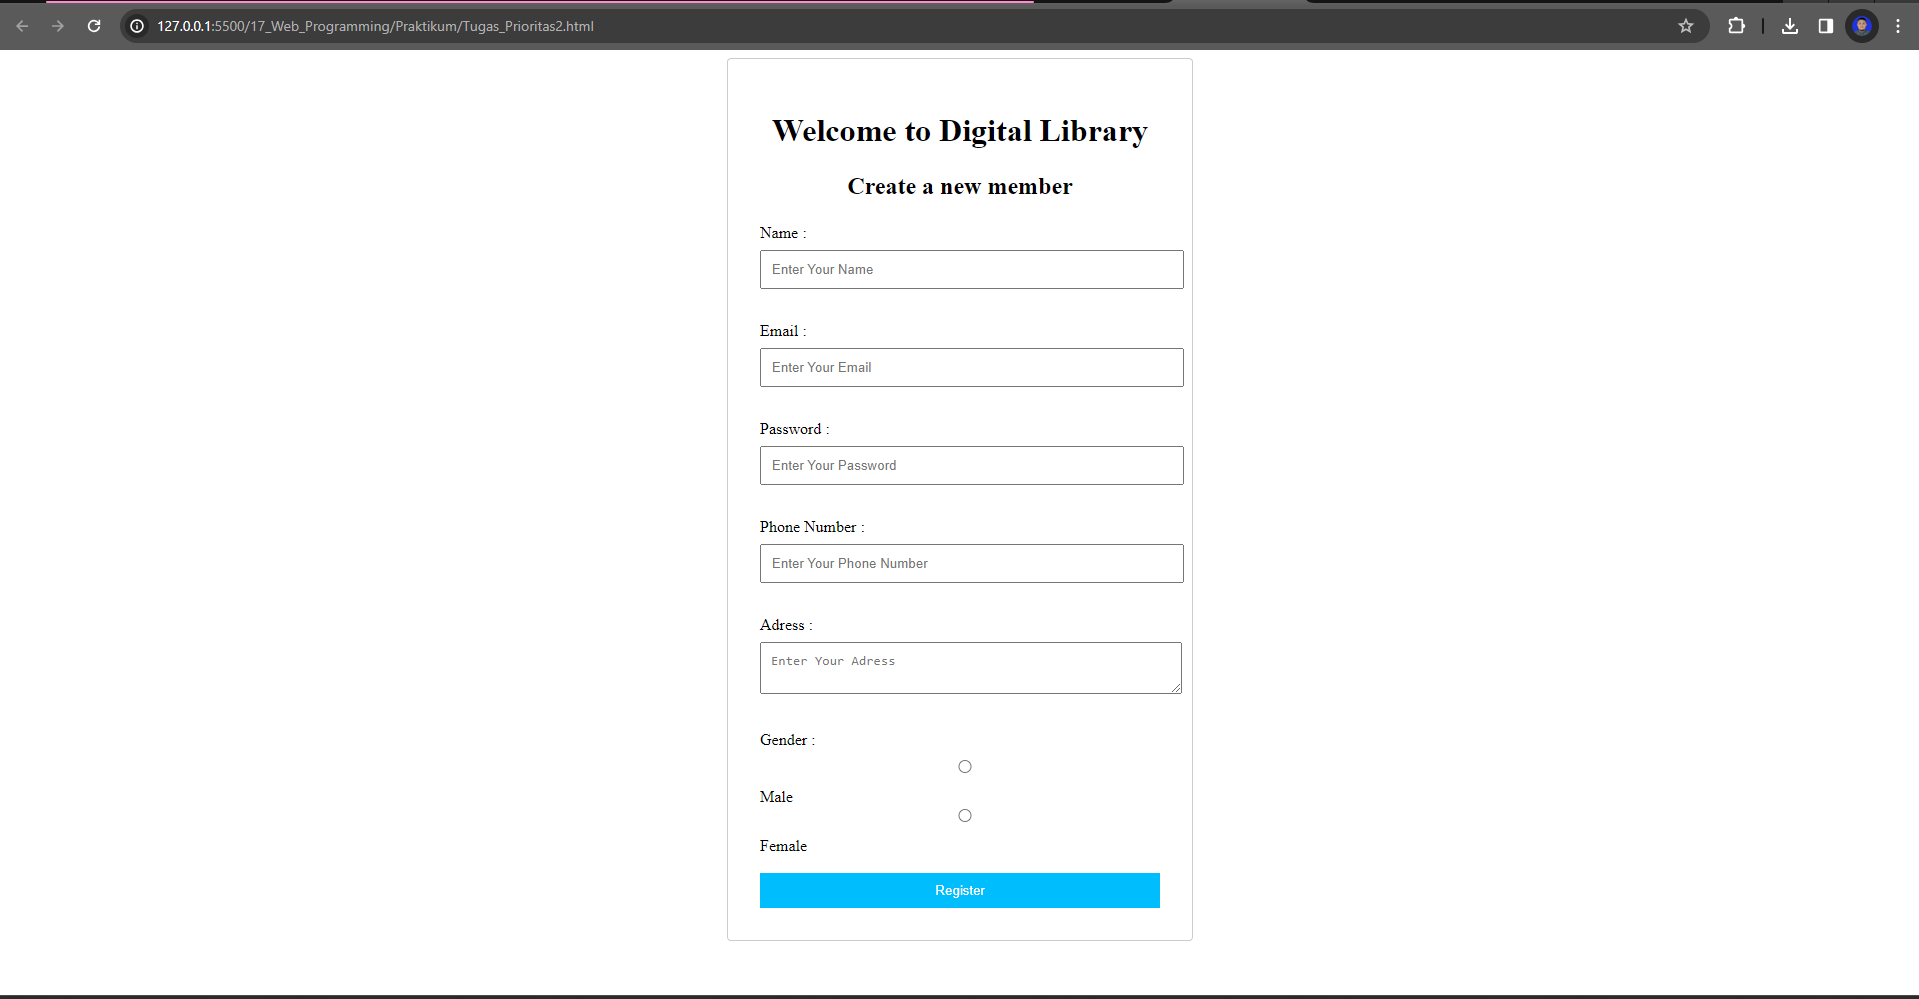 127.0.0.1:5500/17_Web_Programming/Praktikum/Tugas_Prioritas2.html
Welcome to Digital Library
Create a new member
Name :
Enter Your Name
Email :
Enter Your Email
Password :
Enter Your Password
Phone Number :
Enter Your Phone Number
Adress :
Enter Your Adress
Gender :
Male
Female
Register